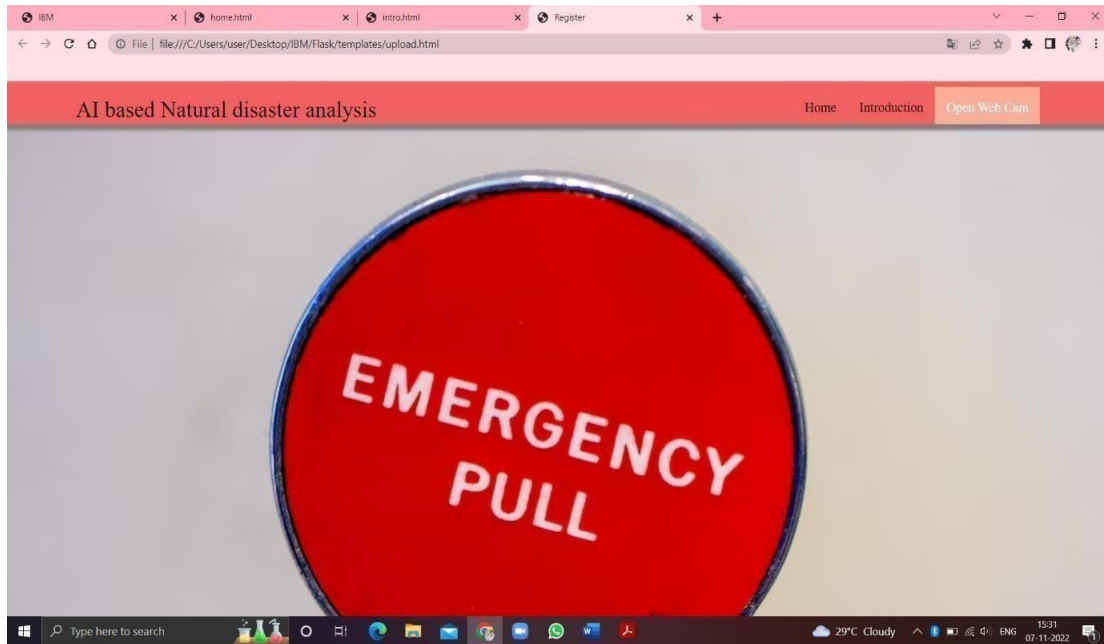 IBM
home.html
intro.html
Register
File | file:///C:/Users/user/Desktop/IBM/Flask/templates/upload.html
AI based Natural disaster analysis
Home
Introduction
Open Web Cam
EMERGENCY
PULL
Type here to search
29°C Cloudy
ENG
15:31
07-11-2022